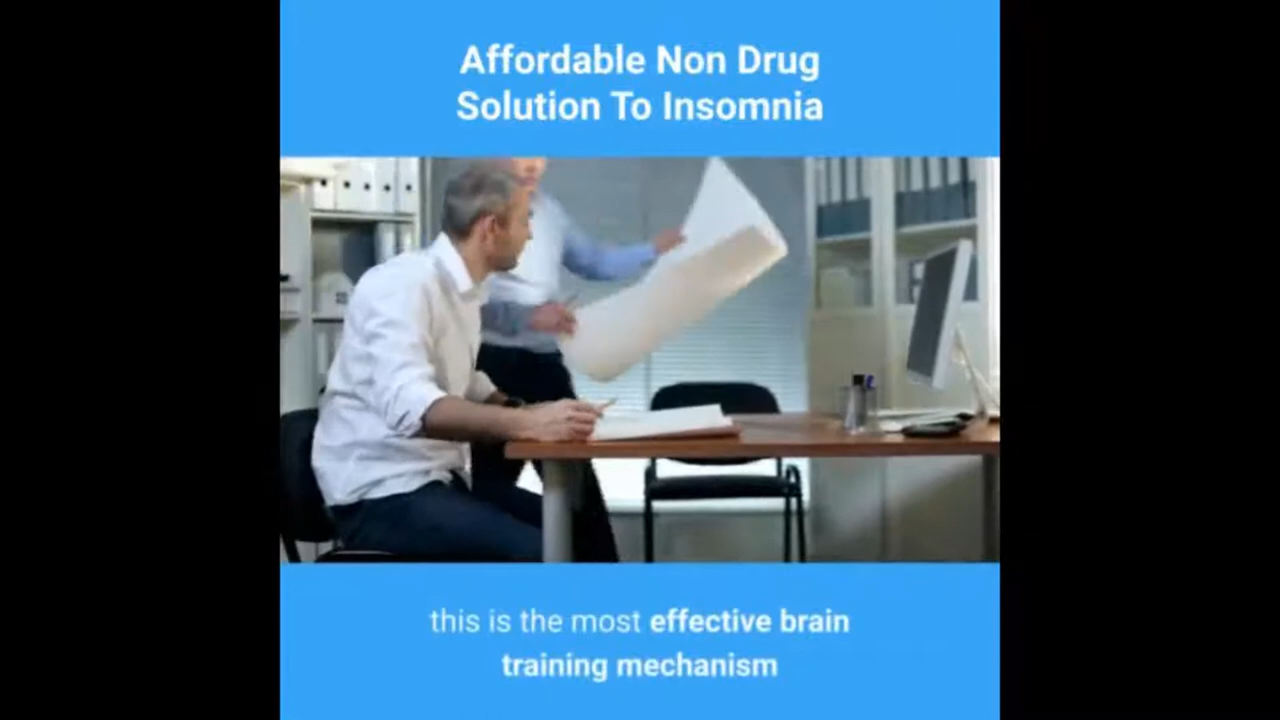 Affordable Non Drug
Solution To Insomnia
this is the most effective brain
training mechanism